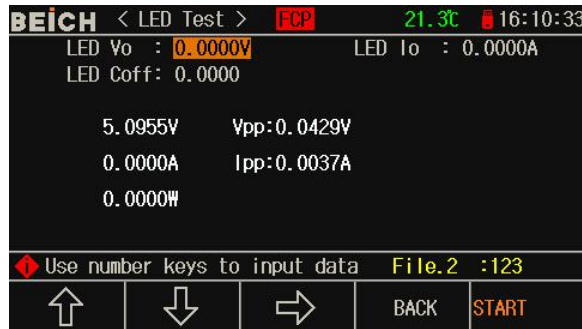 BEICH < LED Test > FCP 21.3℃ 16:10:33
LED Vo : 0.0000V LED Io : 0.0000A
LED Coff: 0.0000
5.0955V Vpp:0.0429V
0.0000A Ipp:0.0037A
0.0000W
Use number keys to input data File.2 :123
BACK START